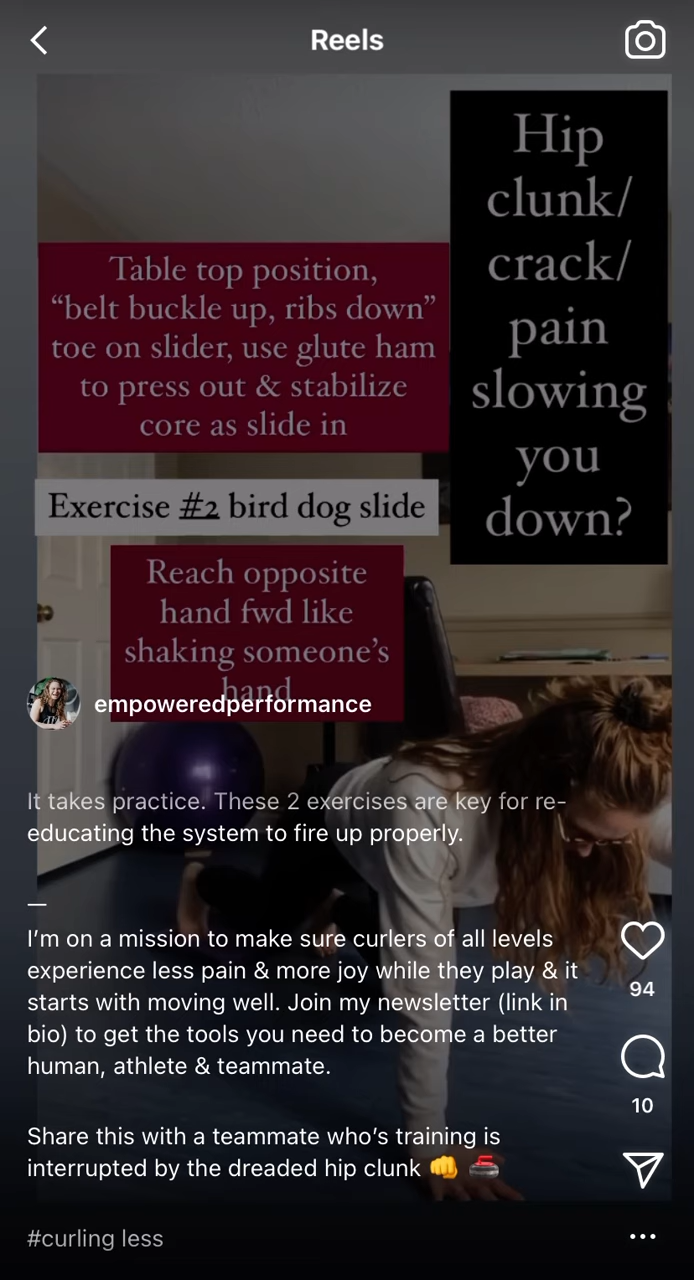 Reels
Hip
clunk/
crack/
pain
slowing
you
down?
Table top position,
“belt buckle up, ribs down”
toe on slider, use glute ham
to press out & stabilize
core as slide in
Exercise #2 bird dog slide
Reach opposite
hand fwd like
shaking someone’s
hand
empoweredperformance
It takes practice. These 2 exercises are key for re-
educating the system to fire up properly.
—
I’m on a mission to make sure curlers of all levels
experience less pain & more joy while they play & it
starts with moving well. Join my newsletter (link in
bio) to get the tools you need to become a better
human, athlete & teammate.
Share this with a teammate who’s training is
interrupted by the dreaded hip clunk 👊 🥌
#curling less
94
10